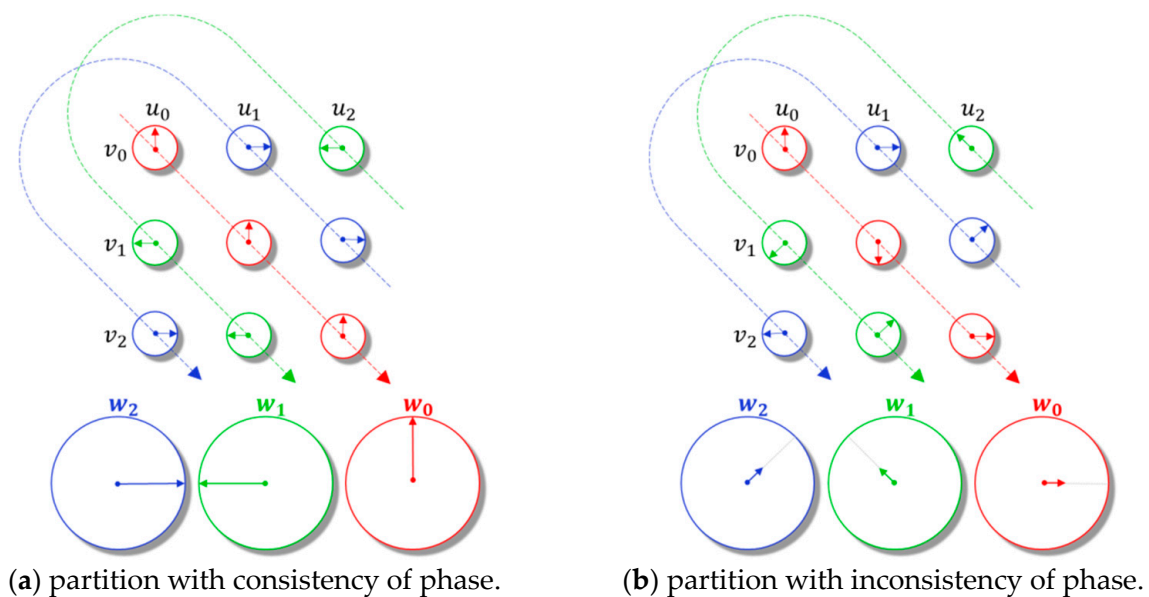 u₀ u₁ u₂
v₀
v₁
v₂
w₂ w₁ w₀
(a) partition with consistency of phase.
u₀ u₁ u₂
v₀
v₁
v₂
w₂ w₁ w₀
(b) partition with inconsistency of phase.